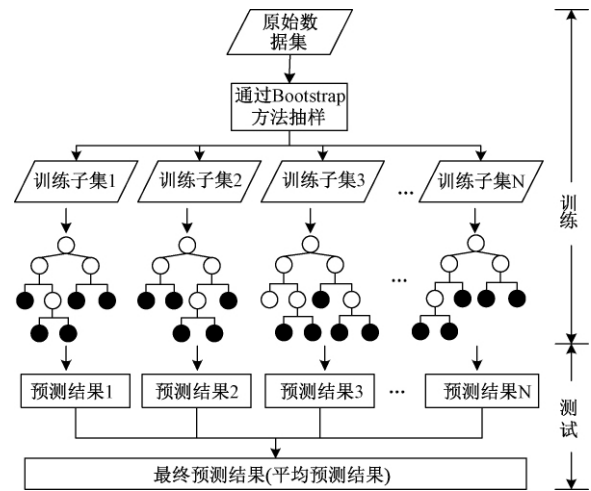 原始数
据集
通过Bootstrap
方法抽样
训练子集1
训练子集2
训练子集3
...
训练子集N
训练
...
预测结果1
预测结果2
预测结果3
...
预测结果N
测试
最终预测结果(平均预测结果)